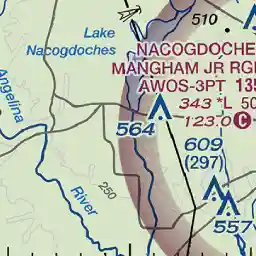 510
Lake
Nacogdoches
NACOGDOCHE
MANGHAM JR RG
AWOS-3PT 135
343 *L 50
123.0 C
564
609
(297)
Angelina
River
250
557